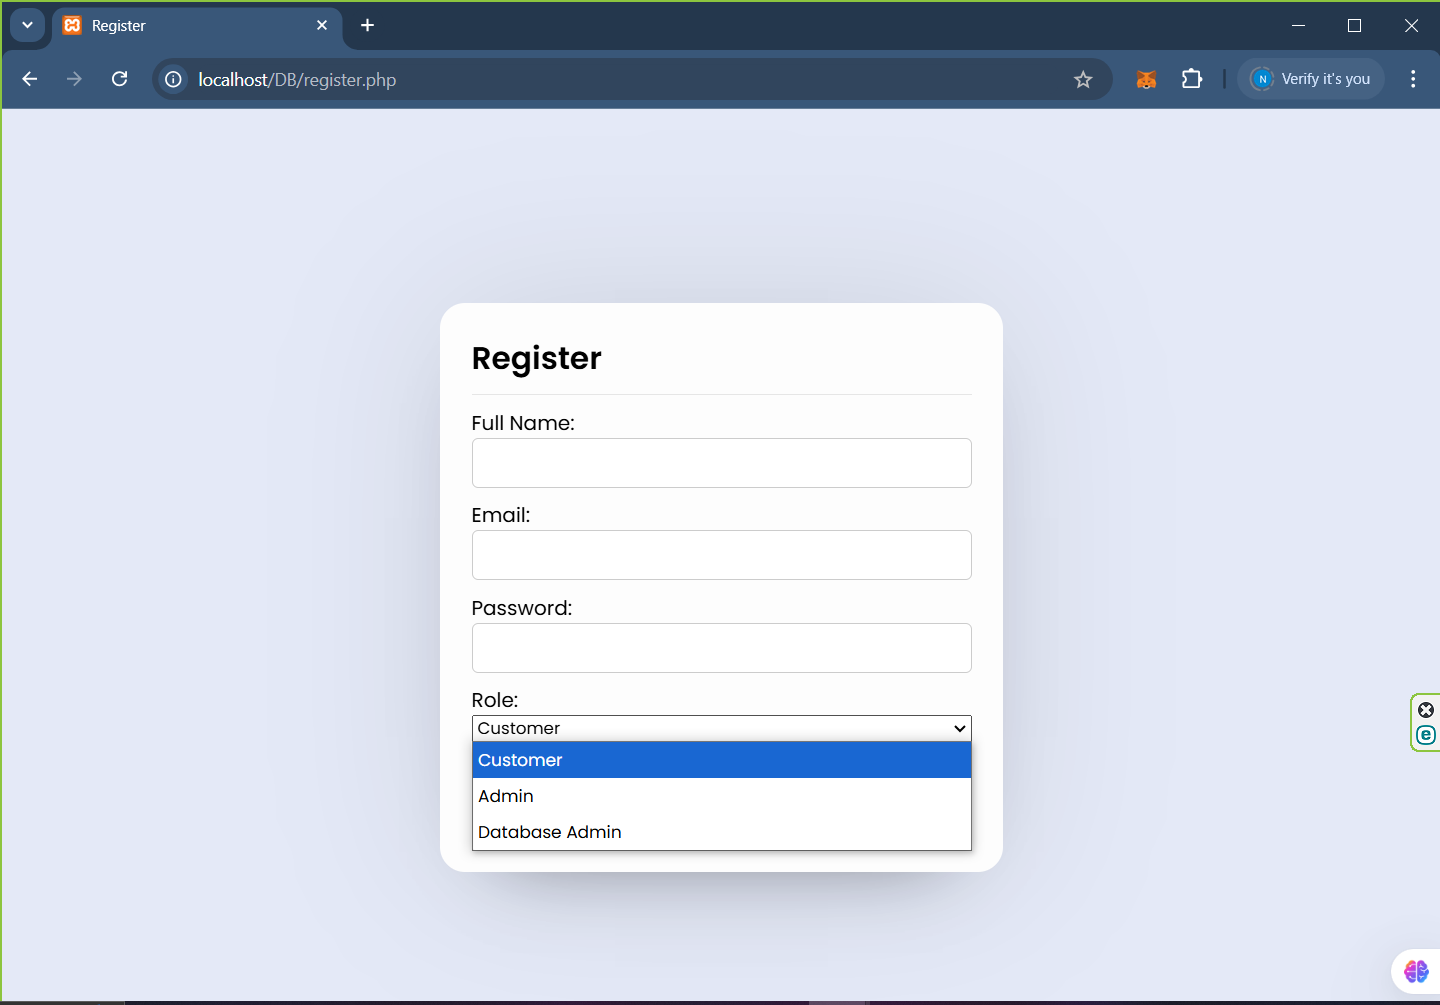 Register
localhost/DB/register.php
N
Verify it's you
Register
Full Name:
Email:
Password:
Role:
Customer
Customer
Admin
Database Admin
e